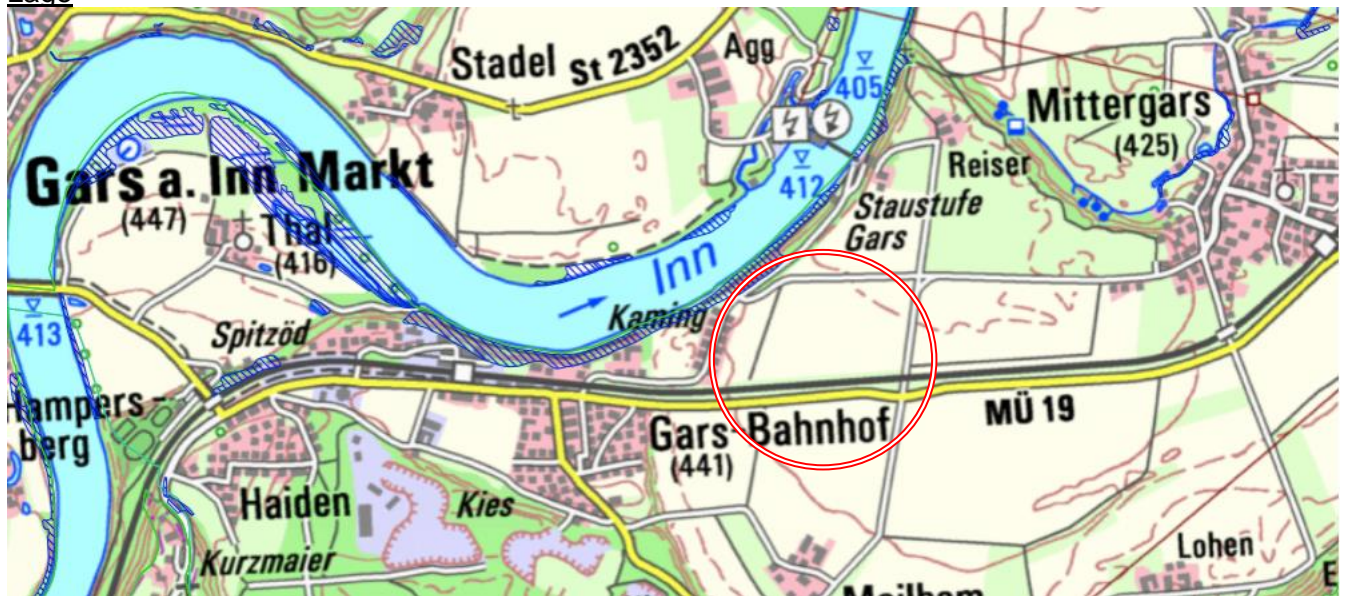 Lage
Stadel
St 2352
Agg
405
Mittergars
(425)
Reiser
412
Gars a. Inn Markt
(447)
Thal
(416)
Staustufe
Gars
Inn
Kaming
413
Spitzöd
Hampers-
berg
MÜ 19
Gars-Bahnhof
(441)
Haiden
Kies
Kurzmaier
Lohen
E